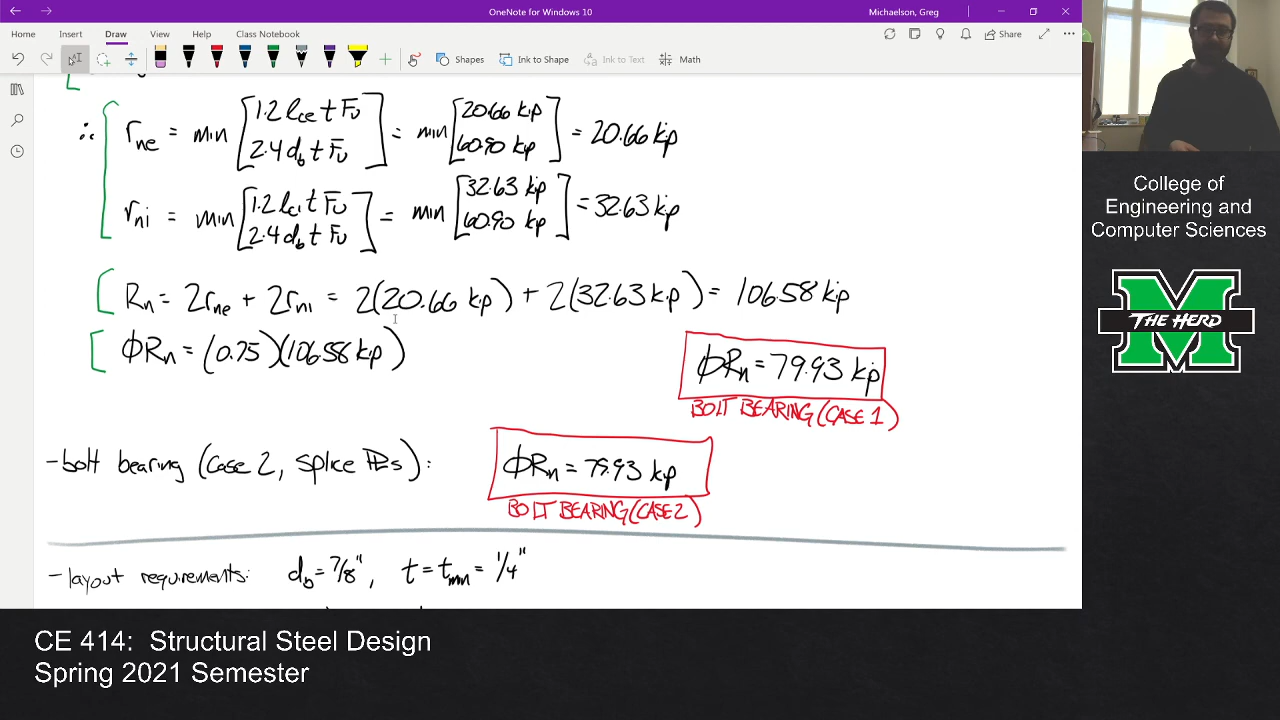 OneNote for Windows 10
Michaelson, Greg
Home Insert Draw View Help Class Notebook
Share
Shapes Ink to Shape Ink to Text Math
∴ rne = min [1.2 lce t Fu 2.4 db t Fu] = min [20.66 kip 60.90 kip] = 20.66 kip
rni = min [1.2 lci t Fu 2.4 db t Fu] = min [32.63 kip 60.90 kip] = 32.63 kip
Rn = 2rne + 2rni = 2(20.66 kip) + 2(32.63 kip) = 106.58 kip
ΦRn = (0.75)(106.58 kip)
ΦRn = 79.93 kip
BOLT BEARING (CASE 1)
- bolt bearing (Case 2, splice PLs):
ΦRn = 79.93 kip
BOLT BEARING (CASE 2)
- layout requirements: db = 7/8", t = tmin = 1/4"
College of
Engineering and
Computer Sciences
THE HERD
CE 414: Structural Steel Design
Spring 2021 Semester